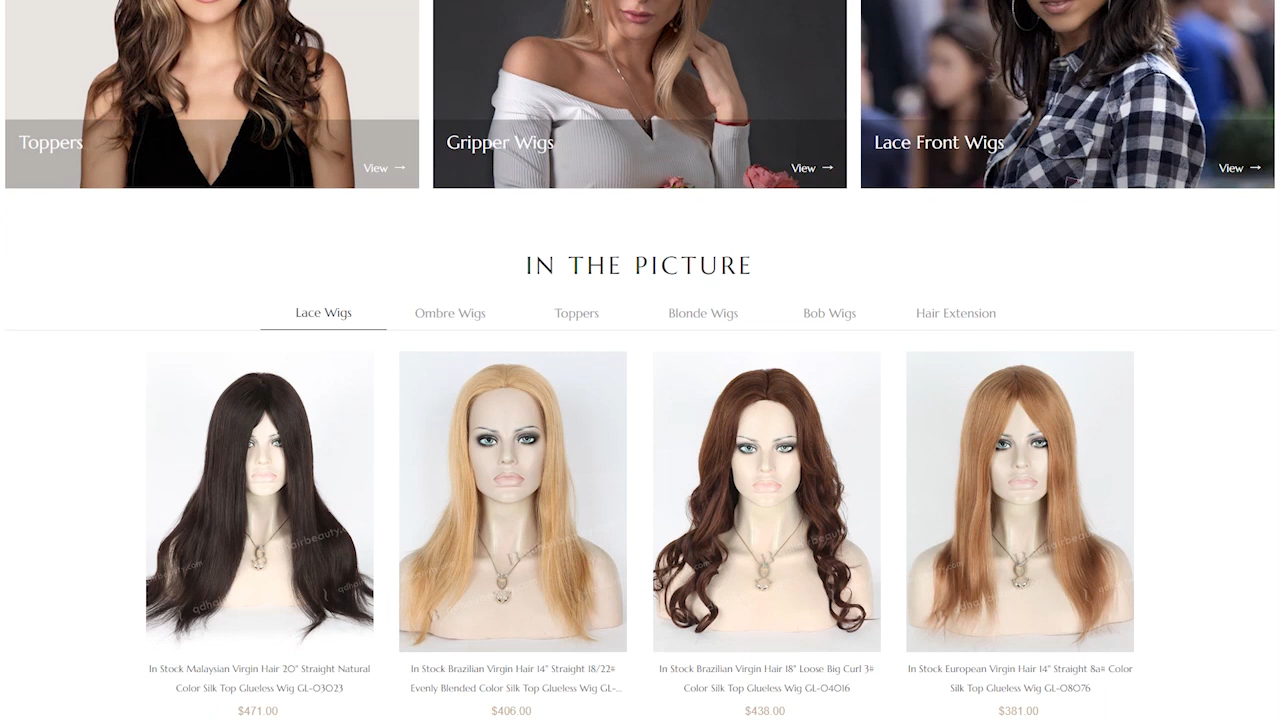 Toppers
View →
Gripper Wigs
View →
Lace Front Wigs
View →
IN THE PICTURE
Lace Wigs
Ombre Wigs
Toppers
Blonde Wigs
Bob Wigs
Hair Extension
In Stock Malaysian Virgin Hair 20" Straight Natural
Color Silk Top Glueless Wig GL-03023
$471.00
In Stock Brazilian Virgin Hair 14" Straight 18/22#
Evenly Blended Color Silk Top Glueless Wig GL-...
$406.00
In Stock Brazilian Virgin Hair 18" Loose Big Curl 3#
Color Silk Top Glueless Wig GL-04016
$438.00
In Stock European Virgin Hair 14" Straight 8a# Color
Silk Top Glueless Wig GL-08076
$381.00